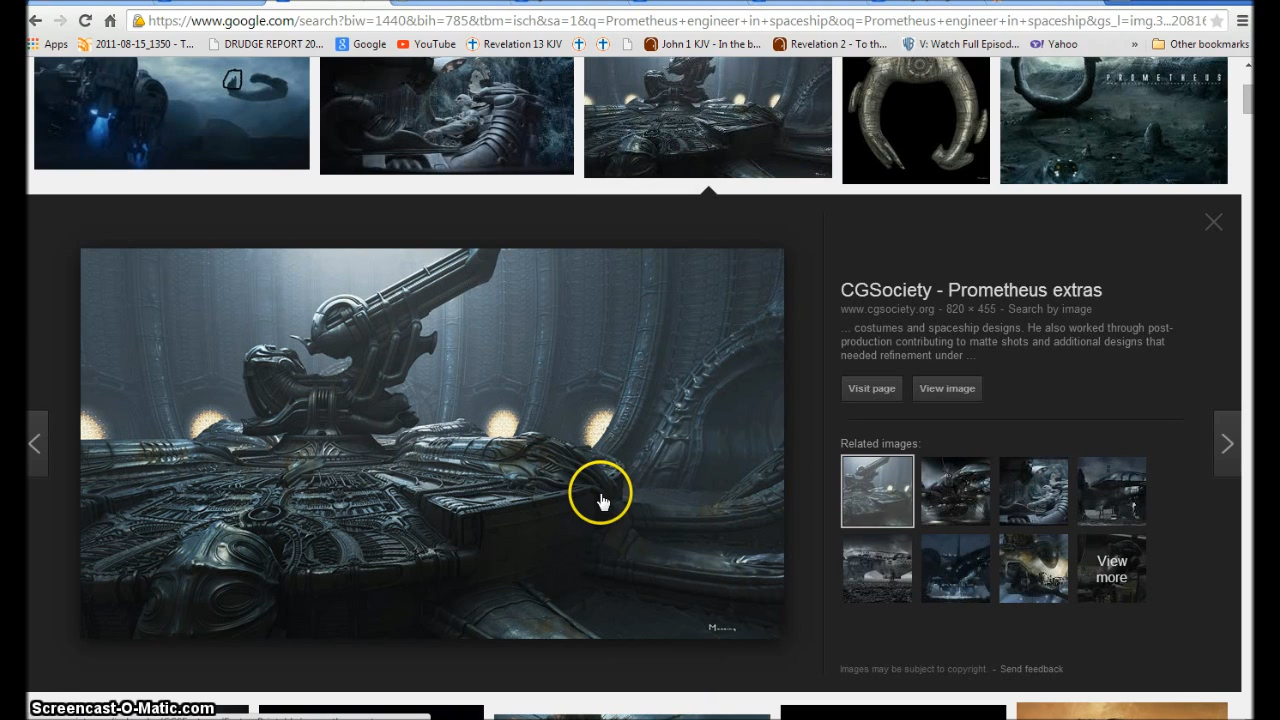 https://www.google.com/search?biw=1440&bih=785&tbm=isch&sa=1&q=Prometheus+engineer+in+spaceship&oq=Prometheus+engineer+in+spaceship&gs_l=img.3...20816
Apps 2011-08-15_1350 - T... DRUDGE REPORT 20... Google YouTube Revelation 13 KJV John 1 KJV - In the b... Revelation 2 - To th... V: Watch Full Episod... Yahoo » Other bookmarks
PROMETHEUS
CGSociety - Prometheus extras
www.cgsociety.org - 820 × 455 - Search by image
... costumes and spaceship designs. He also worked through post-
production contributing to matte shots and additional designs that
needed refinement under ...
Visit page View image
Related images:
View
more
Images may be subject to copyright. - Send feedback
Screencast-O-Matic.com